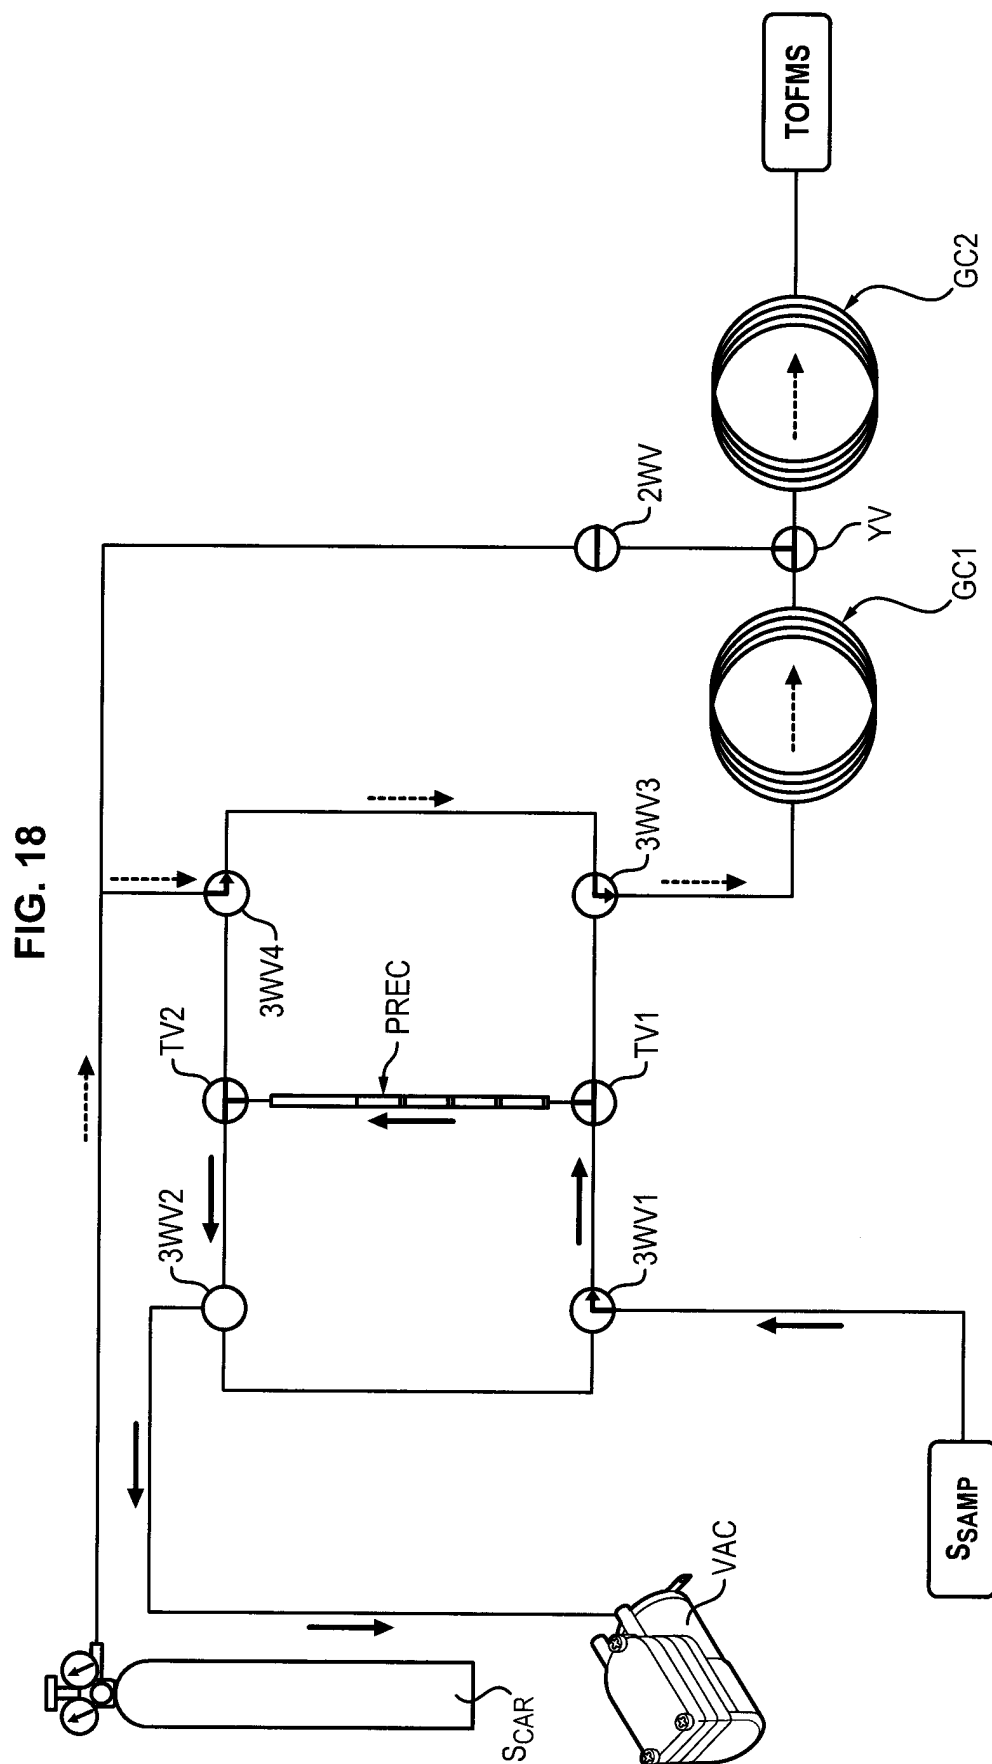 FIG. 18
SCAR
VAC
SSAMP
3WV2
3WV1
TV2
TV1
PREC
3WV4
3WV3
2WV
YV
GC1
GC2
TOFMS